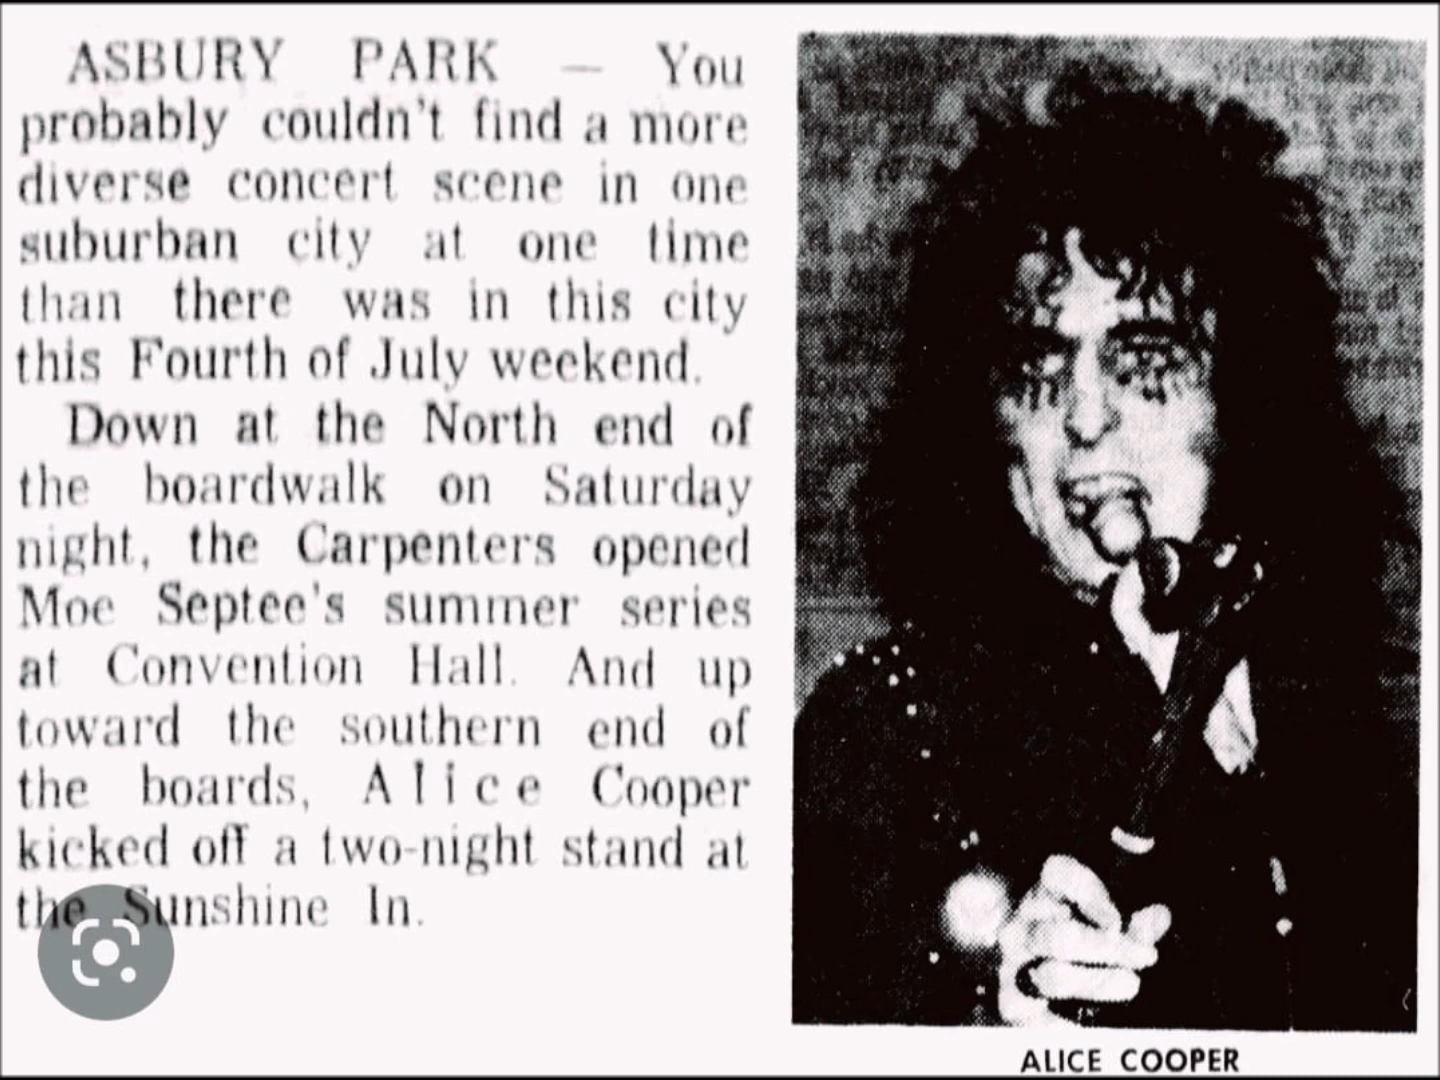 ASBURY PARK — You
probably couldn't find a more
diverse concert scene in one
suburban city at one time
than there was in this city
this Fourth of July weekend.
Down at the North end of
the boardwalk on Saturday
night, the Carpenters opened
Moe Septee's summer series
at Convention Hall. And up
toward the southern end of
the boards, Alice Cooper
kicked off a two-night stand at
the Sunshine In.
ALICE COOPER